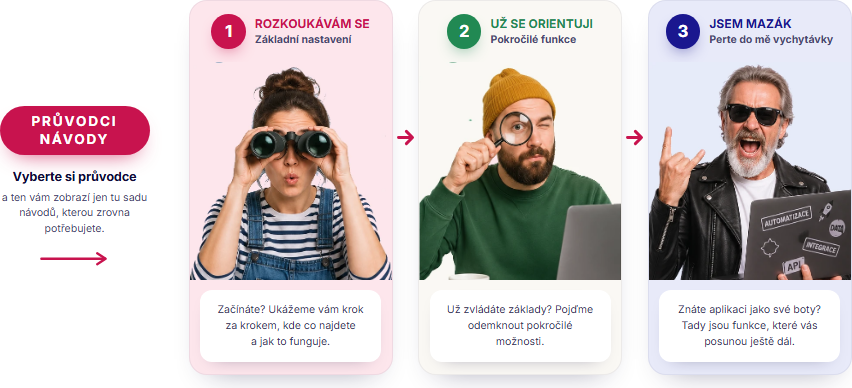 PRŮVODCI
NÁVODY
Vyberte si průvodce
a ten vám zobrazí jen tu sadu
návodů, kterou zrovna
potřebujete.
1
ROZKOUKÁVÁM SE
Základní nastavení
Začínáte? Ukážeme vám krok
za krokem, kde co najdete
a jak to funguje.
2
UŽ SE ORIENTUJI
Pokročilé funkce
Už zvládáte základy? Pojďme
odemknout pokročilé
možnosti.
3
JSEM MAZÁK
Perte do mě vychytávky
AUTOMATIZACE
DATA
INTEGRACE
API
Znáte aplikaci jako své boty?
Tady jsou funkce, které vás
posunou ještě dál.